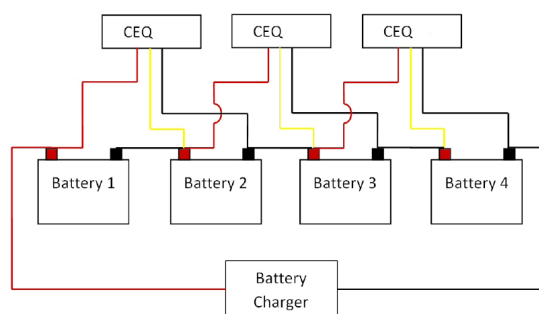 CEQ
CEQ
CEQ
Battery 1
Battery 2
Battery 3
Battery 4
Battery
Charger